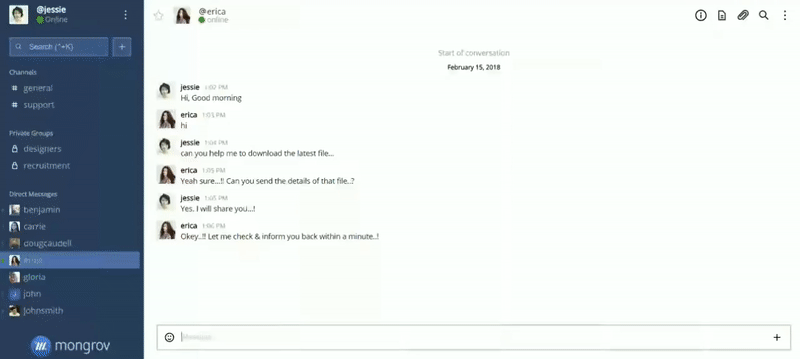 @jessie
Online
Search (^+K)
+
Channels
# general
# support
Private Groups
designers
recruitment
Direct Messages
benjamin
carrie
dougcaudell
erica
gloria
john
johnsmith
mongrov
@erica
online
Start of conversation
February 15, 2018
jessie 1:02 PM
Hi, Good morning
erica 1:03 PM
hi
jessie 1:04 PM
can you help me to download the latest file...
erica 1:05 PM
Yeah sure...!! Can you send the details of that file..?
jessie 1:05 PM
Yes. I will share you...!
erica 1:06 PM
Okey..!! Let me check & inform you back within a minute..!
+